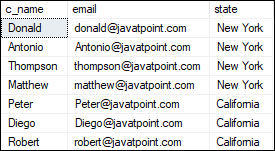 c_name email state
Donald donald@javatpoint.com New York
Antonio Antonio@javatpoint.com New York
Thompson thompson@javatpoint.com New York
Matthew matthew@javatpoint.com New York
Peter Peter@javatpoint.com California
Diego Diego@javatpoint.com California
Robert robert@javatpoint.com California